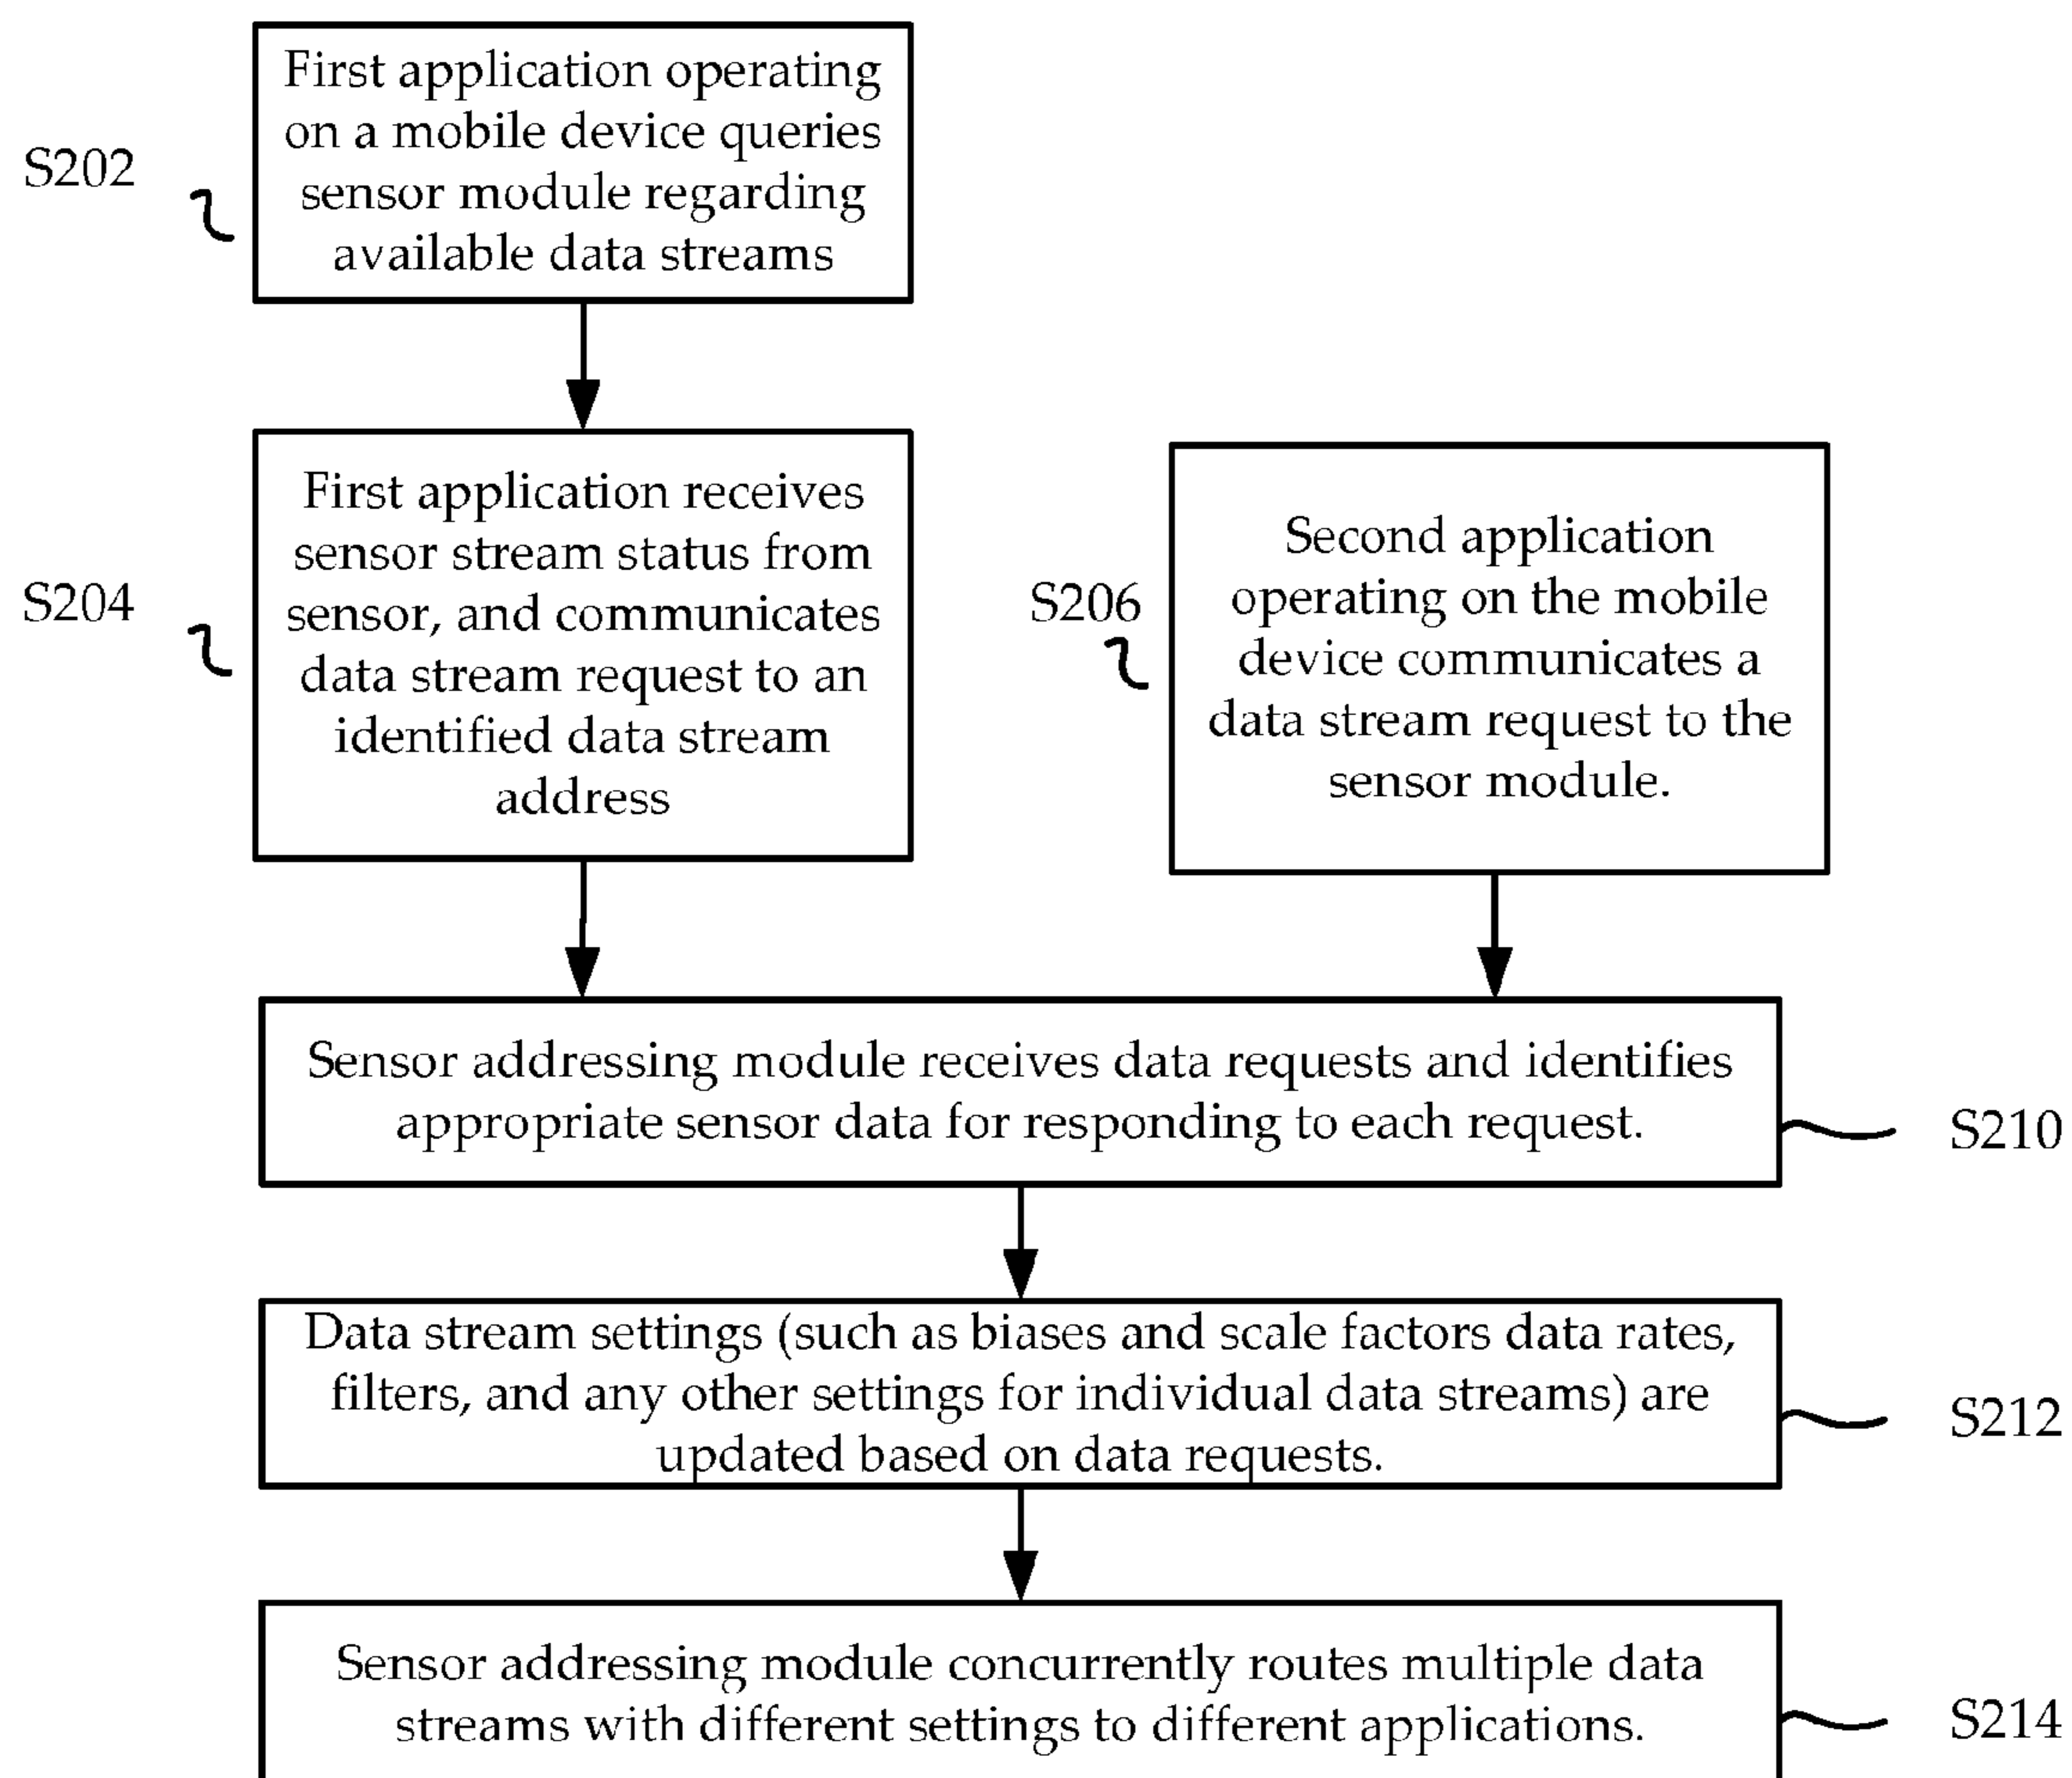 S202
First application operating
on a mobile device queries
sensor module regarding
available data streams
S204
First application receives
sensor stream status from
sensor, and communicates
data stream request to an
identified data stream
address
S206
Second application
operating on the mobile
device communicates a
data stream request to the
sensor module.
Sensor addressing module receives data requests and identifies
appropriate sensor data for responding to each request.
S210
Data stream settings (such as biases and scale factors data rates,
filters, and any other settings for individual data streams) are
updated based on data requests.
S212
Sensor addressing module concurrently routes multiple data
streams with different settings to different applications.
S214